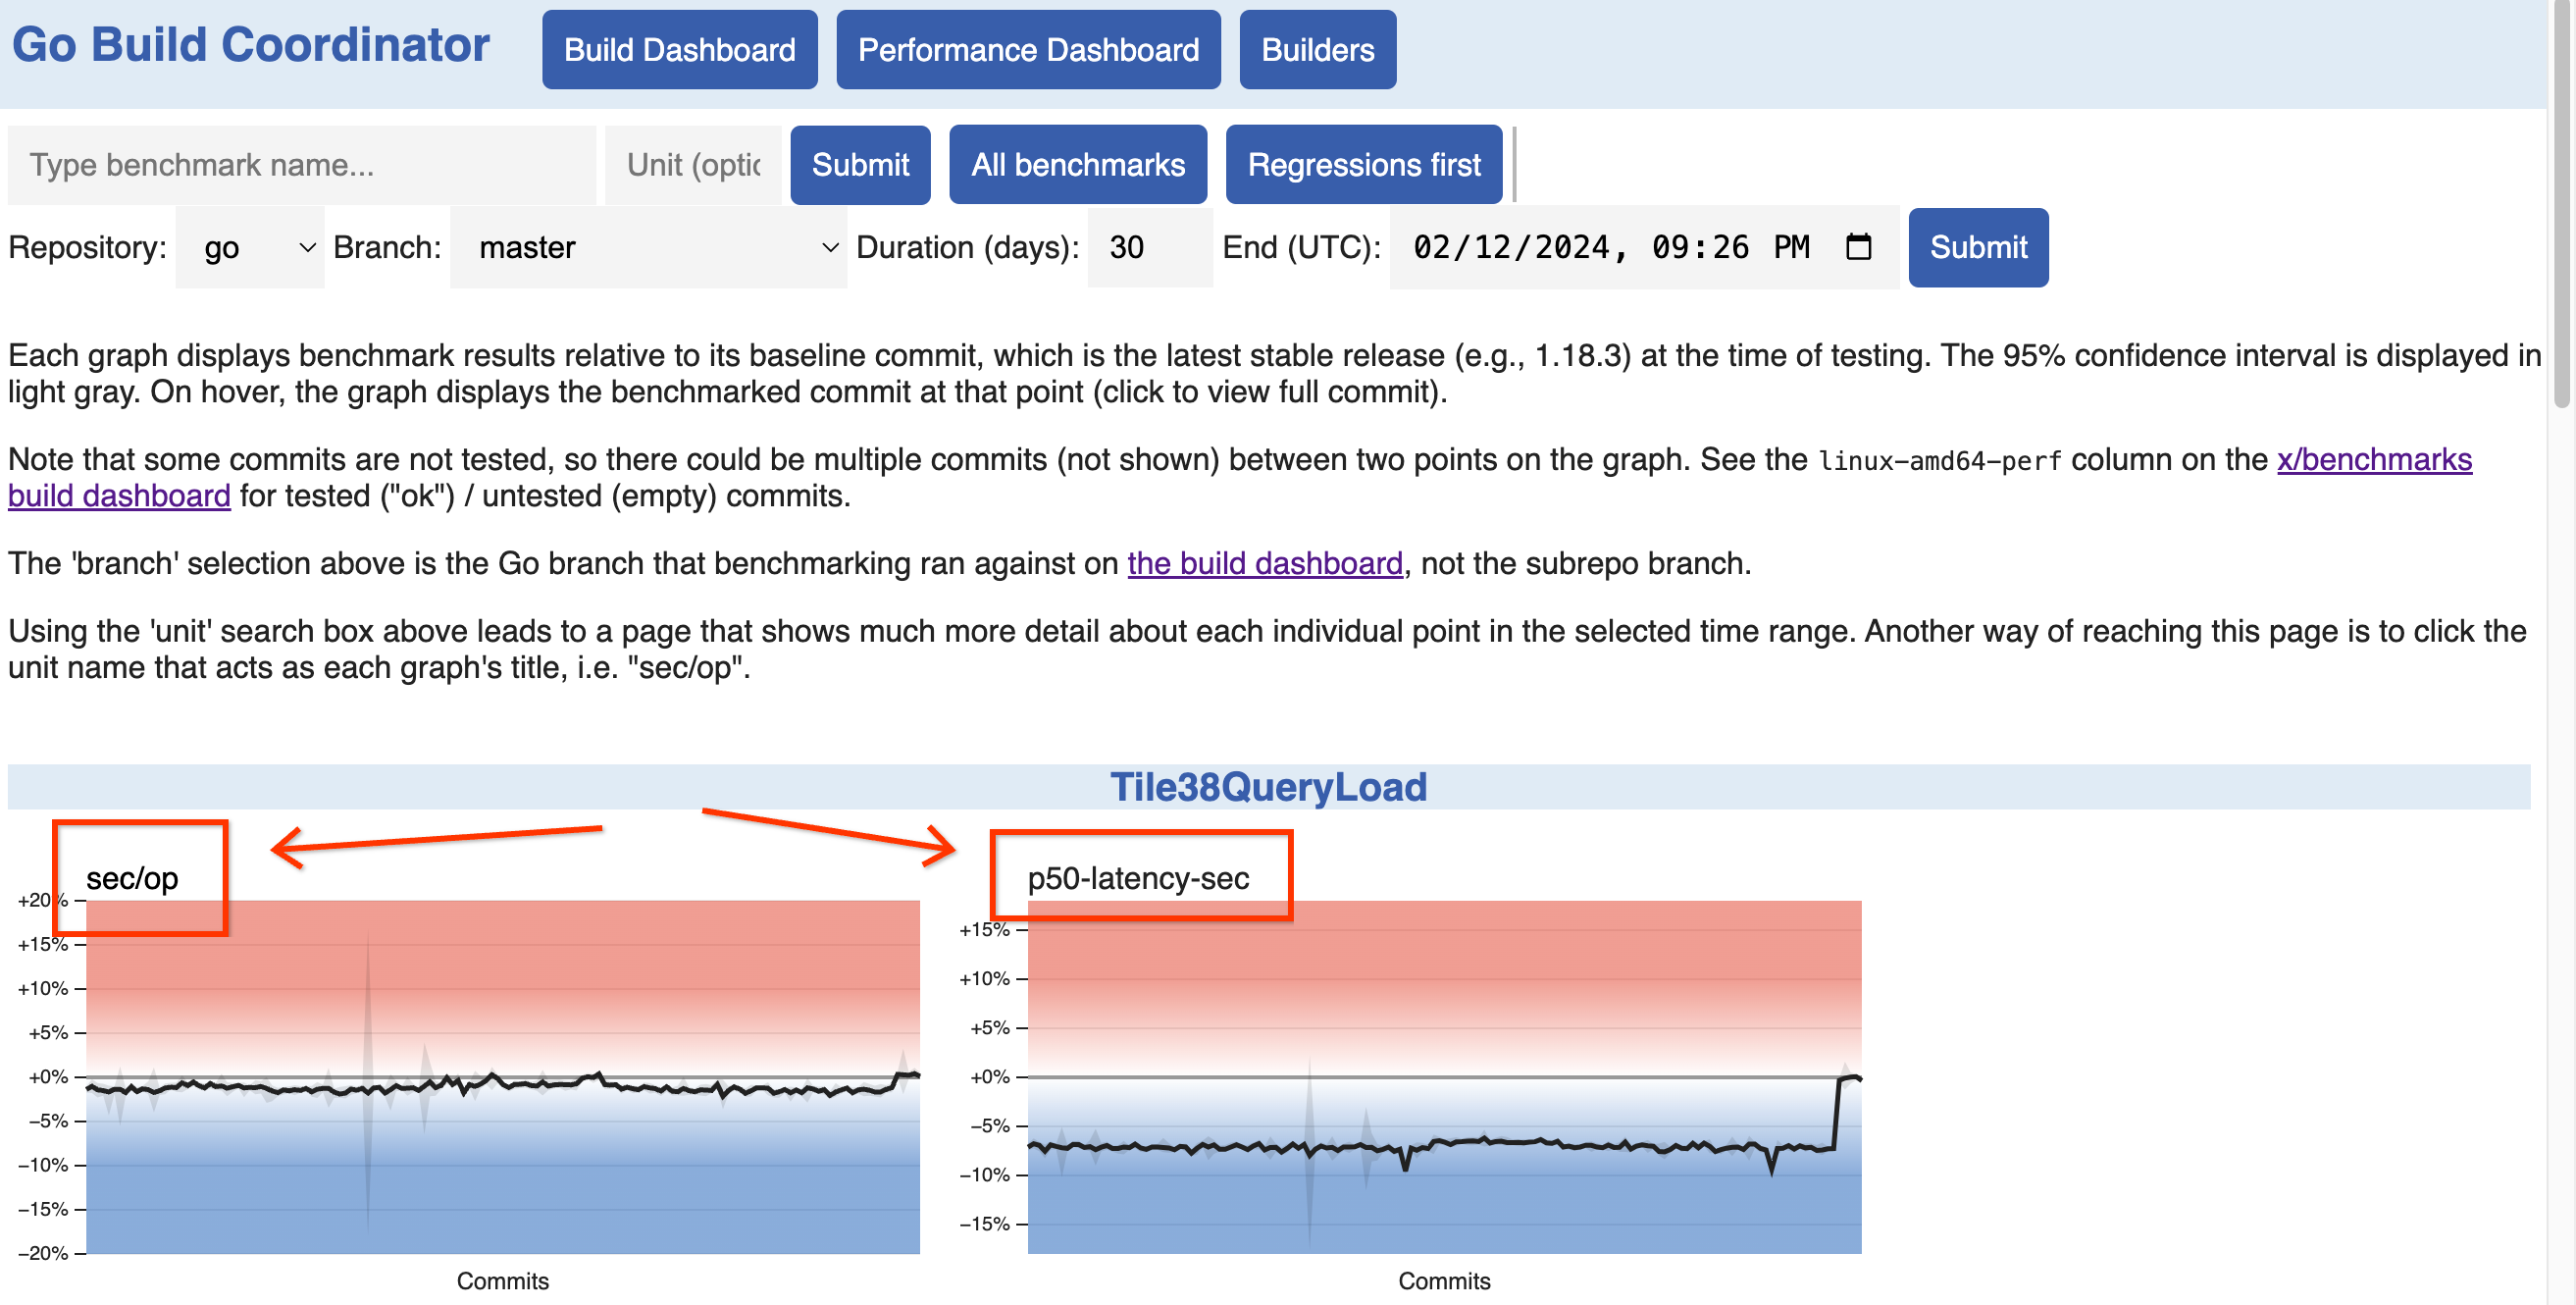 Go Build Coordinator Build Dashboard Performance Dashboard Builders
Type benchmark name... Unit (optic Submit All benchmarks Regressions first
Repository: go Branch: master Duration (days): 30 End (UTC): 02/12/2024, 09:26 PM Submit
Each graph displays benchmark results relative to its baseline commit, which is the latest stable release (e.g., 1.18.3) at the time of testing. The 95% confidence interval is displayed in
light gray. On hover, the graph displays the benchmarked commit at that point (click to view full commit).
Note that some commits are not tested, so there could be multiple commits (not shown) between two points on the graph. See the linux-amd64-perf column on the x/benchmarks
build dashboard for tested ("ok") / untested (empty) commits.
The 'branch' selection above is the Go branch that benchmarking ran against on the build dashboard, not the subrepo branch.
Using the 'unit' search box above leads to a page that shows much more detail about each individual point in the selected time range. Another way of reaching this page is to click the
unit name that acts as each graph's title, i.e. "sec/op".
Tile38QueryLoad
sec/op
+20%
+15%
+10%
+5%
+0%
−5%
−10%
−15%
−20%
Commits
p50-latency-sec
+15%
+10%
+5%
+0%
−5%
−10%
−15%
Commits